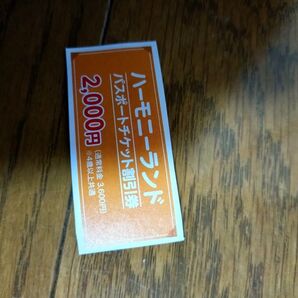 ハーモニーランド
パスポートチケット割引券
2,000円
通常料金 3,600円
4歳以上共通